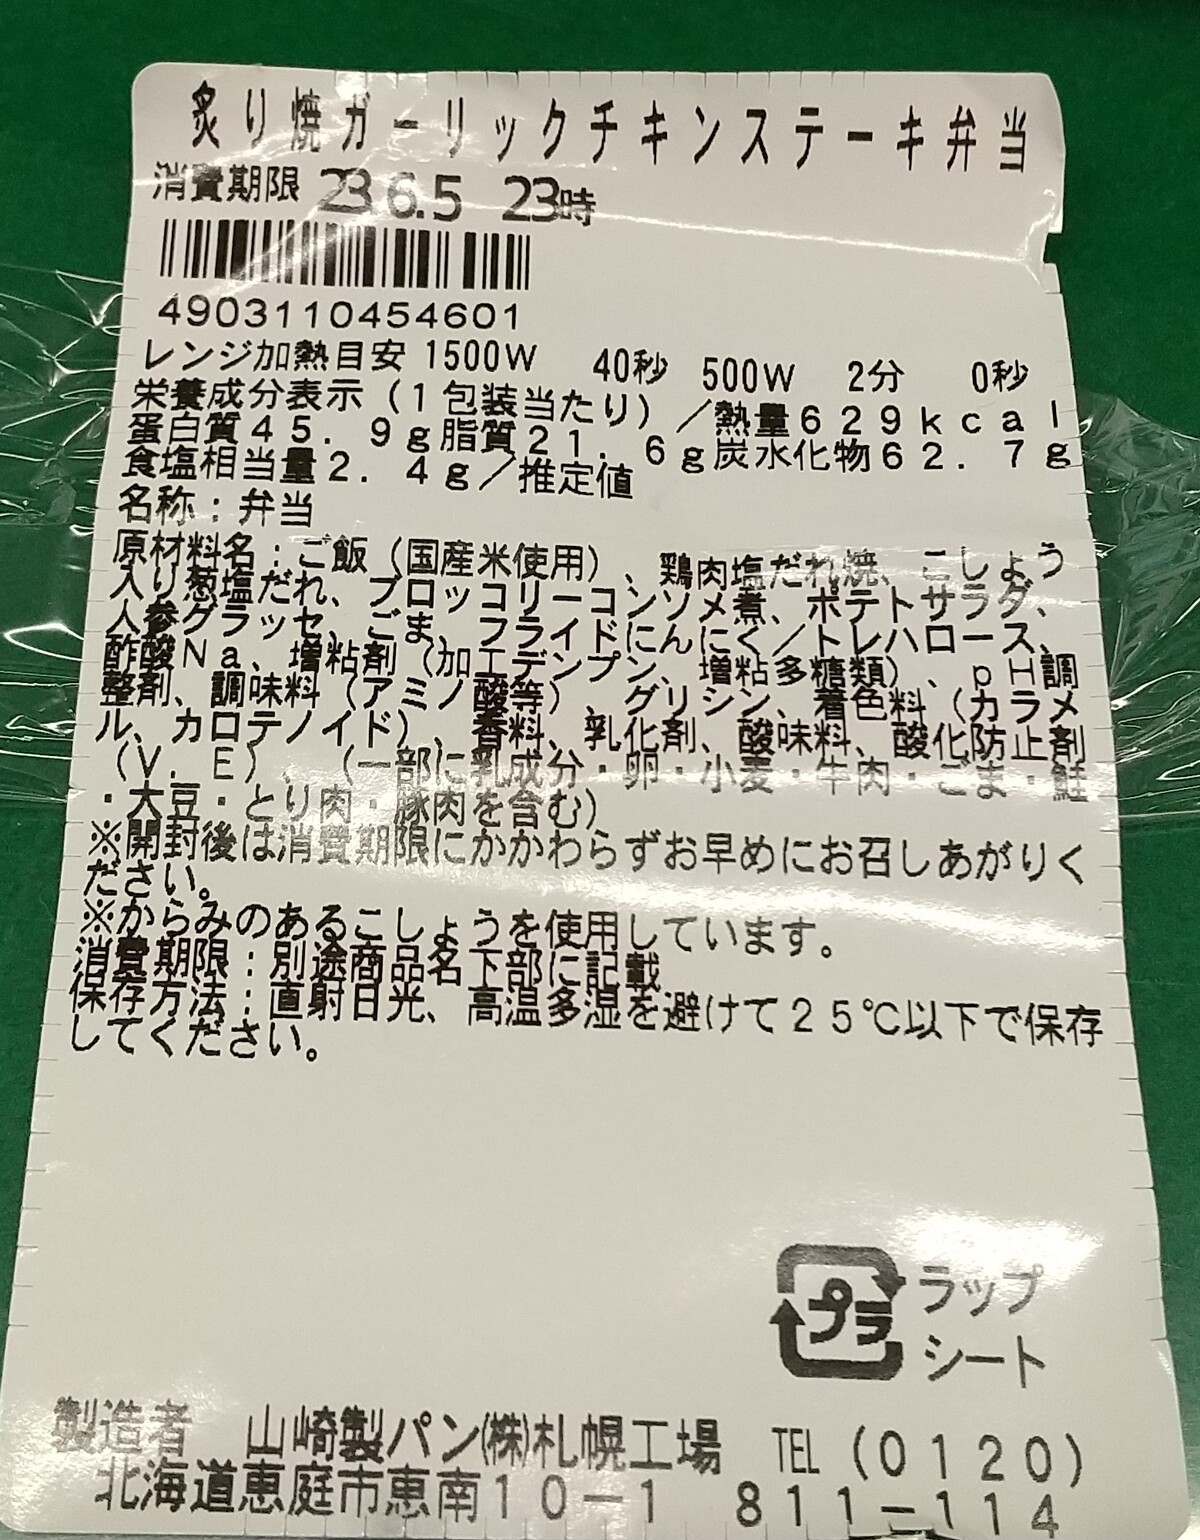 炙り焼ガーリックチキンステーキ弁当
消費期限 23.6.5 23時
4903110454601
レンジ加熱目安 1500W 40秒 500W 2分 0秒
栄養成分表示(1包装当たり)/熱量629kcal
蛋白質45.9g脂質21.6g炭水化物62.7g
食塩相当量2.4g/推定値
名称:弁当
原材料名:ご飯(国産米使用)、鶏肉塩だれ焼、こしょう
入り葱塩だれ、ブロッコリーコンソメ煮、ポテトサラダ、
人参グラッセ、ごま、フライドにんにく/トレハロース、
酢酸Na、増粘剤(加工デンプン、増粘多糖類)、pH調
整剤、調味料(アミノ酸等)、グリシン、着色料(カラメ
ル、カロテノイド)、香料、乳化剤、酸味料、酸化防止剤
(V.E)、(一部に乳成分・卵・小麦・牛肉・ごま・鮭
・大豆・とり肉・豚肉を含む)
※開封後は消費期限にかかわらずお早めにお召しあがりく
ださい。
※からみのあるこしょうを使用しています。
消費期限:別途商品名下部に記載
保存方法:直射日光、高温多湿を避けて25℃以下で保存
してください。
プラ ラップ
シート
製造者 山崎製パン(株)札幌工場 TEL (0120)
北海道恵庭市恵南10-1 811-114